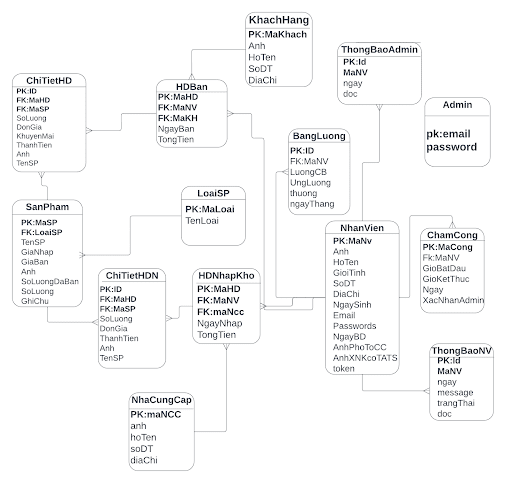 KhachHang
PK:MaKhach
Anh
HoTen
SoDT
DiaChi
ThongBaoAdmin
PK:Id
MaNV
ngay
doc
ChiTietHD
PK:ID
FK:MaHD
FK:MaSP
SoLuong
DonGia
KhuyenMai
ThanhTien
Anh
TenSP
HDBan
PK:MaHD
FK:MaNV
FK:MaKH
NgayBan
TongTien
Admin
pk:email
password
BangLuong
PK:ID
FK:MaNV
LuongCB
UngLuong
thuong
ngayThang
LoaiSP
PK:MaLoai
TenLoai
SanPham
PK:MaSP
FK:LoaiSP
TenSP
GiaNhap
GiaBan
Anh
SoLuongDaBan
SoLuong
GhiChu
NhanVien
PK:MaNv
Anh
HoTen
GioiTinh
SoDT
DiaChi
NgaySinh
Email
Passwords
NgayBD
AnhPhoToCC
AnhXNKcoTATS
token
ChamCong
PK:MaCong
Fk:MaNV
GioBatDau
GioKetThuc
Ngay
XacNhanAdmin
ChiTietHDN
PK:ID
FK:MaHD
FK:MaSP
SoLuong
DonGia
ThanhTien
Anh
TenSP
HDNhapKho
PK:MaHD
FK:MaNV
FK:maNcc
NgayNhap
TongTien
ThongBaoNV
PK:Id
MaNV
ngay
message
trangThai
doc
NhaCungCap
PK:maNCC
anh
hoTen
soDT
diaChi